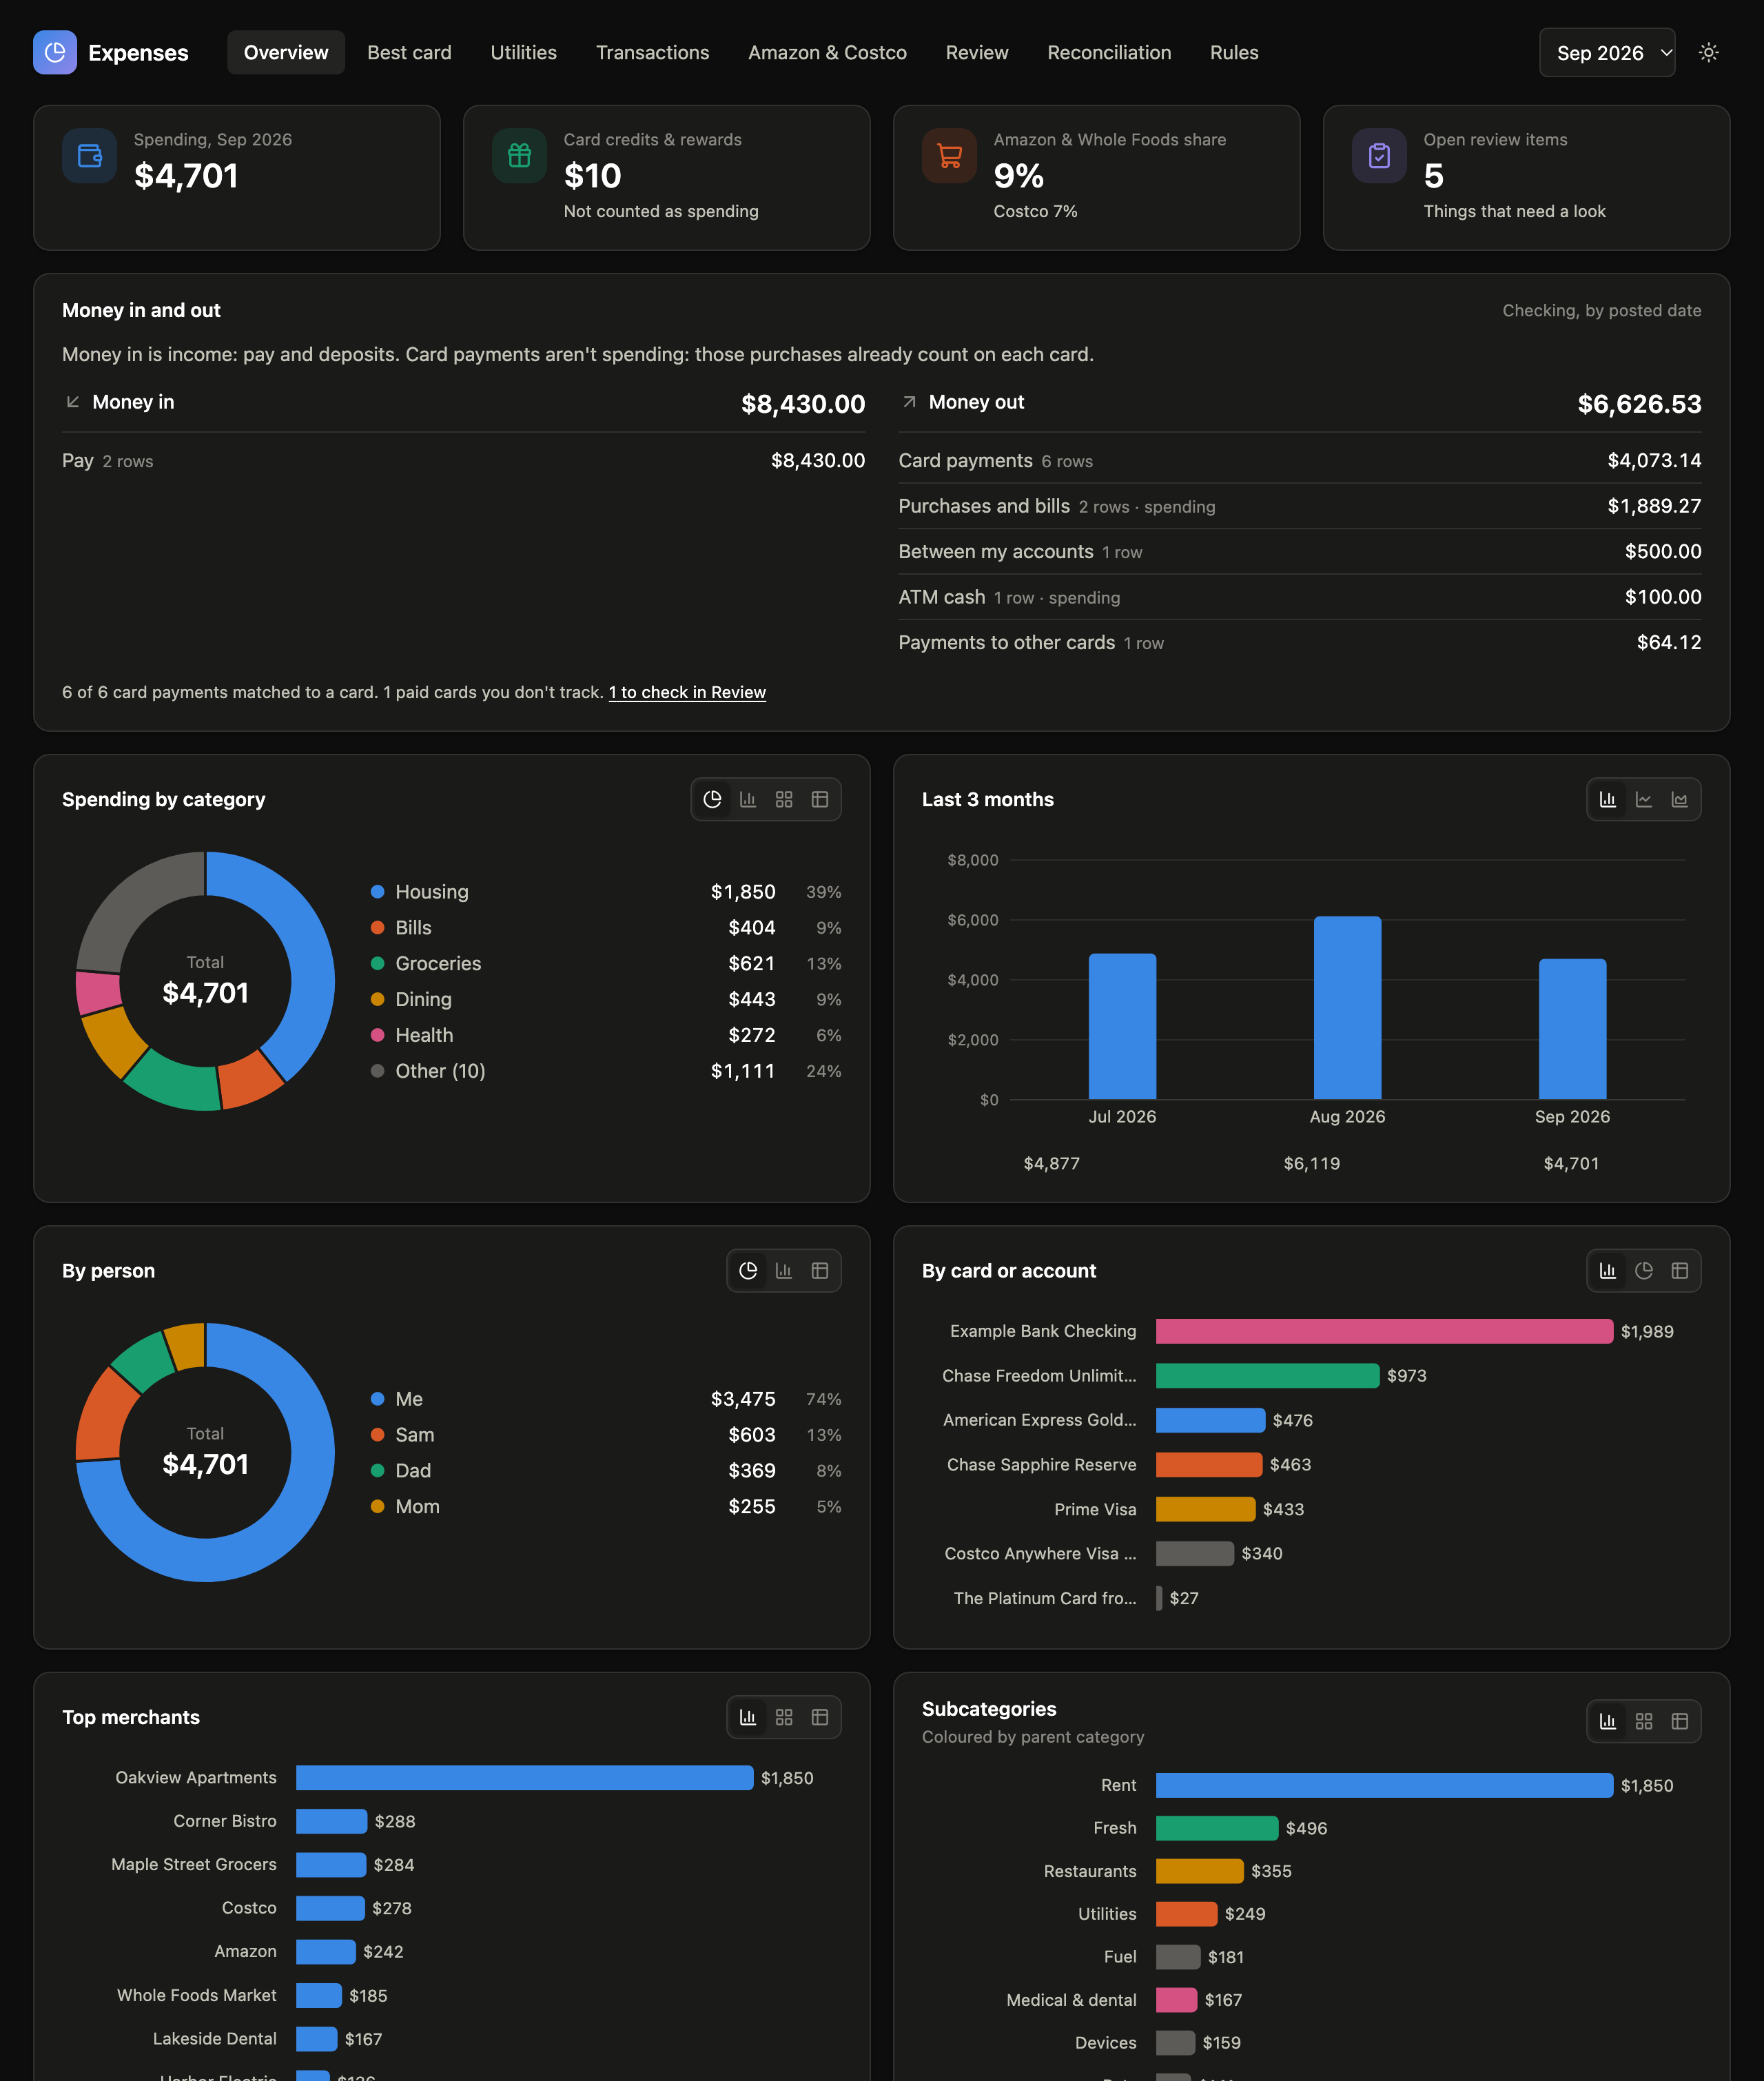 Expenses
Overview
Best card
Utilities
Transactions
Amazon & Costco
Review
Reconciliation
Rules
Sep 2026
Spending, Sep 2026
$4,701
Card credits & rewards
$10
Not counted as spending
Amazon & Whole Foods share
9%
Costco 7%
Open review items
5
Things that need a look
Money in and out
Checking, by posted date
Money in is income: pay and deposits. Card payments aren't spending: those purchases already count on each card.
Money in $8,430.00
Pay 2 rows $8,430.00
Money out $6,626.53
Card payments 6 rows $4,073.14
Purchases and bills 2 rows · spending $1,889.27
Between my accounts 1 row $500.00
ATM cash 1 row · spending $100.00
Payments to other cards 1 row $64.12
6 of 6 card payments matched to a card. 1 paid cards you don't track. 1 to check in Review
Spending by category
Total
$4,701
Housing $1,850 39%
Bills $404 9%
Groceries $621 13%
Dining $443 9%
Health $272 6%
Other (10) $1,111 24%
Last 3 months
$8,000
$6,000
$4,000
$2,000
$0
Jul 2026 Aug 2026 Sep 2026
$4,877 $6,119 $4,701
By person
Total
$4,701
Me $3,475 74%
Sam $603 13%
Dad $369 8%
Mom $255 5%
By card or account
Example Bank Checking $1,989
Chase Freedom Unlimit... $973
American Express Gold... $476
Chase Sapphire Reserve $463
Prime Visa $433
Costco Anywhere Visa ... $340
The Platinum Card fro... $27
Top merchants
Oakview Apartments $1,850
Corner Bistro $288
Maple Street Grocers $284
Costco $278
Amazon $242
Whole Foods Market $185
Lakeside Dental $167
Subcategories
Coloured by parent category
Rent $1,850
Fresh $496
Restaurants $355
Utilities $249
Fuel $181
Medical & dental $167
Devices $159